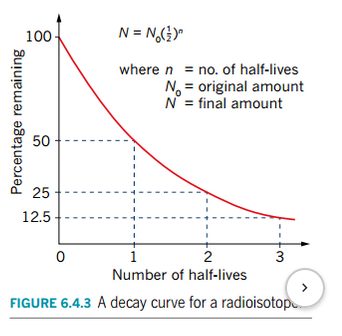 100
N = N₀(½)ⁿ
where n = no. of half-lives
N₀ = original amount
N = final amount
Percentage remaining
50
25
12.5
0 1 2 3
Number of half-lives
FIGURE 6.4.3 A decay curve for a radioisotope